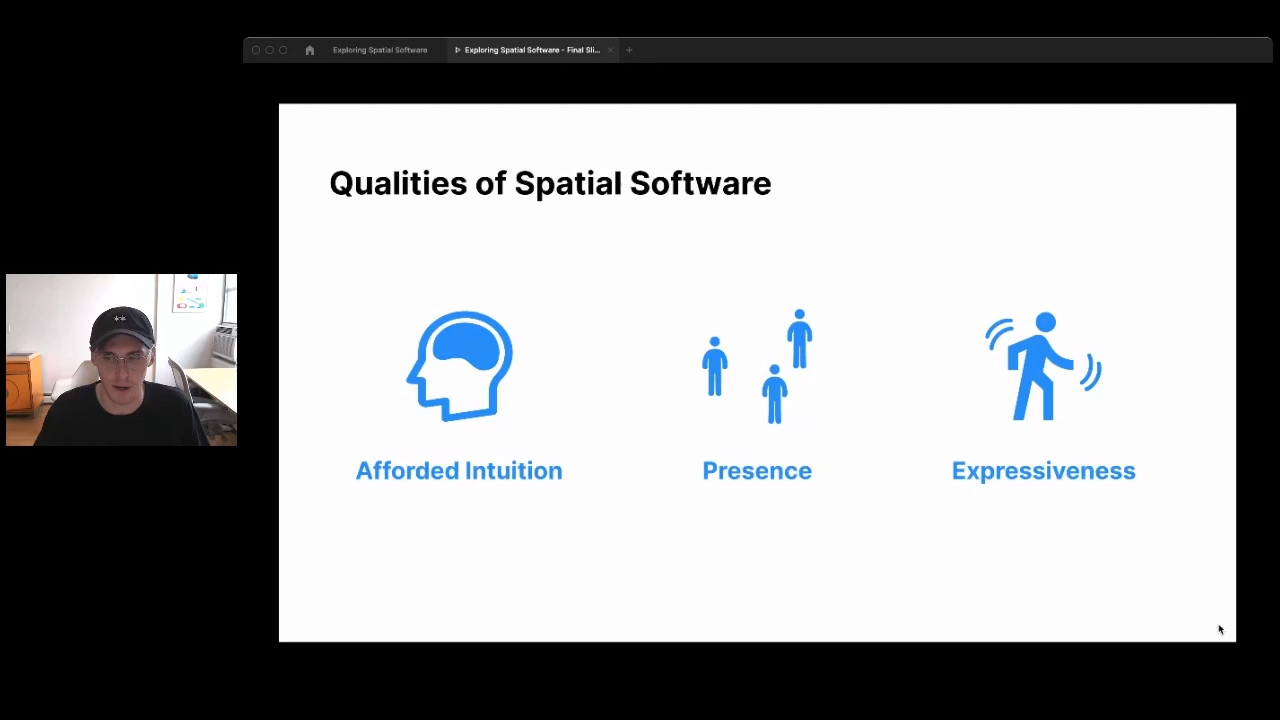 Exploring Spatial Software
Exploring Spatial Software - Final Sli...
Qualities of Spatial Software
Afforded Intuition
Presence
Expressiveness